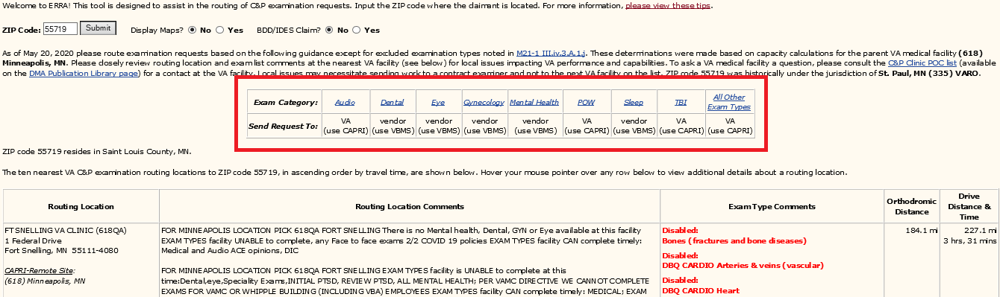 Welcome to ERRA! This tool is designed to assist in the routing of C&P examination requests. Input the ZIP code where the claimant is located. For more information, please view these tips.
ZIP Code: 55719 Submit Display Maps? No Yes BDD/IDES Claim? No Yes
As of May 20, 2020 please route examination requests based on the following guidance except for excluded examination types noted in M21-1 III.iv.3.A.1.j. These determinations were made based on capacity calculations for the parent VA medical facility (618)
Minneapolis, MN. Please closely review routing location and exam list comments at the nearest VA facility (see below) for local issues impacting VA performance and capabilities. To ask a VA medical facility a question, please consult the C&P Clinic POC list (available
on the DMA Publication Library page) for a contact at the VA facility. Local issues may necessitate sending work to a contract examiner and not to the next VA facility on the list. ZIP code 55719 was historically under the jurisdiction of St. Paul, MN (335) VARO.
Exam Category: Audio Dental Eye Gynecology Mental Health POW Sleep TBI All Other Exam Types
Send Request To: VA vendor vendor vendor vendor VA vendor VA VA
(use CAPRI) (use VBMS) (use VBMS) (use VBMS) (use VBMS) (use CAPRI) (use VBMS) (use CAPRI) (use CAPRI)
ZIP code 55719 resides in Saint Louis County, MN.
The ten nearest VA C&P examination routing locations to ZIP code 55719, in ascending order by travel time, are shown below. Hover your mouse pointer over any row below to view additional details about a routing location.
Routing Location Routing Location Comments Exam Type Comments Orthodromic Distance Drive Distance & Time
FT SNELLING VA CLINIC (618QA)
1 Federal Drive
Fort Snelling, MN 55111-4080
CAPRI-Remote Site:
(618) Minneapolis, MN
FOR MINNEAPOLIS LOCATION PICK 618QA FORT SNELLING There is no Mental health, Dental, GYN or Eye available at this facility
EXAM TYPES facility UNABLE to complete, any Face to face exams 2/2 COVID 19 policies EXAM TYPES facility CAN complete timely:
Medical and Audio ACE opinions, DIC
FOR MINNEAPOLIS LOCATION PICK 618QA FORT SNELLING EXAM TYPES facility is UNABLE to complete at this
time:Dental,eye,Speciality Exams,INITIAL PTSD, REVIEW PTSD, ALL MENTAL HEALTH; PER VAMC DIRECTIVE WE CANNOT COMPLETE
EXAMS FOR VAMC OR WHIPPLE BUILDING (INCLUDING VBA) EMPLOYEES EXAM TYPES facility CAN complete timely: MEDICAL; EXAM
Disabled:
Bones (fractures and bone diseases)
Disabled:
DBQ CARDIO Arteries & veins (vascular)
Disabled:
DBQ CARDIO Heart
184.1 mi
227.1 mi
3 hrs, 31 mins